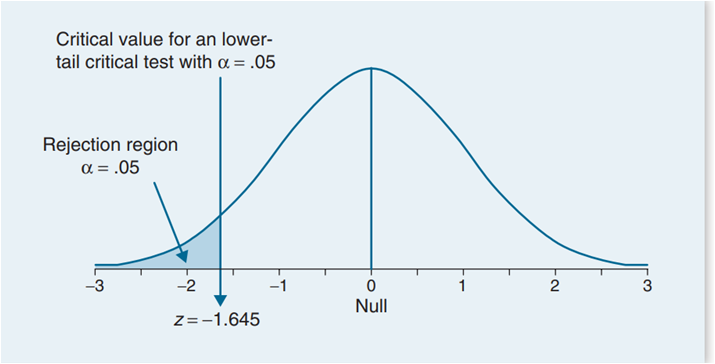 Critical value for an lower-
tail critical test with α = .05
Rejection region
α = .05
−3 −2 −1 0 1 2 3
Null
z = −1.645